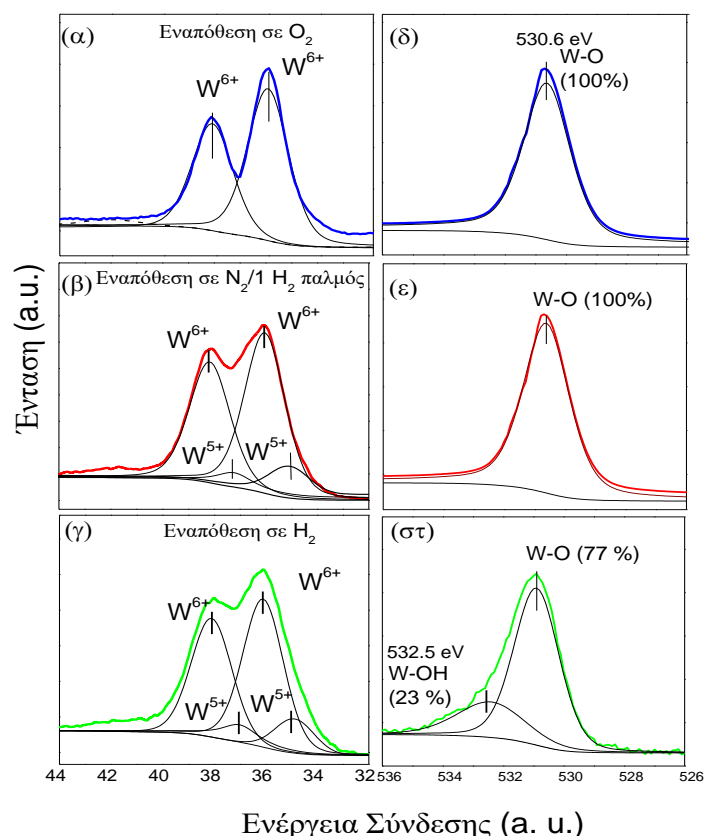 (α)
Εναπόθεση σε O2
W6+
W6+
(δ)
530.6 eV
W-O
(100%)
(β)
Εναπόθεση σε N2/1 H2 παλμός
W6+
W6+
W5+
W5+
(ε)
W-O (100%)
(γ)
Εναπόθεση σε H2
W6+
W6+
W5+
W5+
(στ)
W-O (77 %)
532.5 eV
W-OH
(23 %)
Ένταση (a.u.)
44 42 40 38 36 34 32
536 534 532 530 528 526
Ενέργεια Σύνδεσης (a. u.)